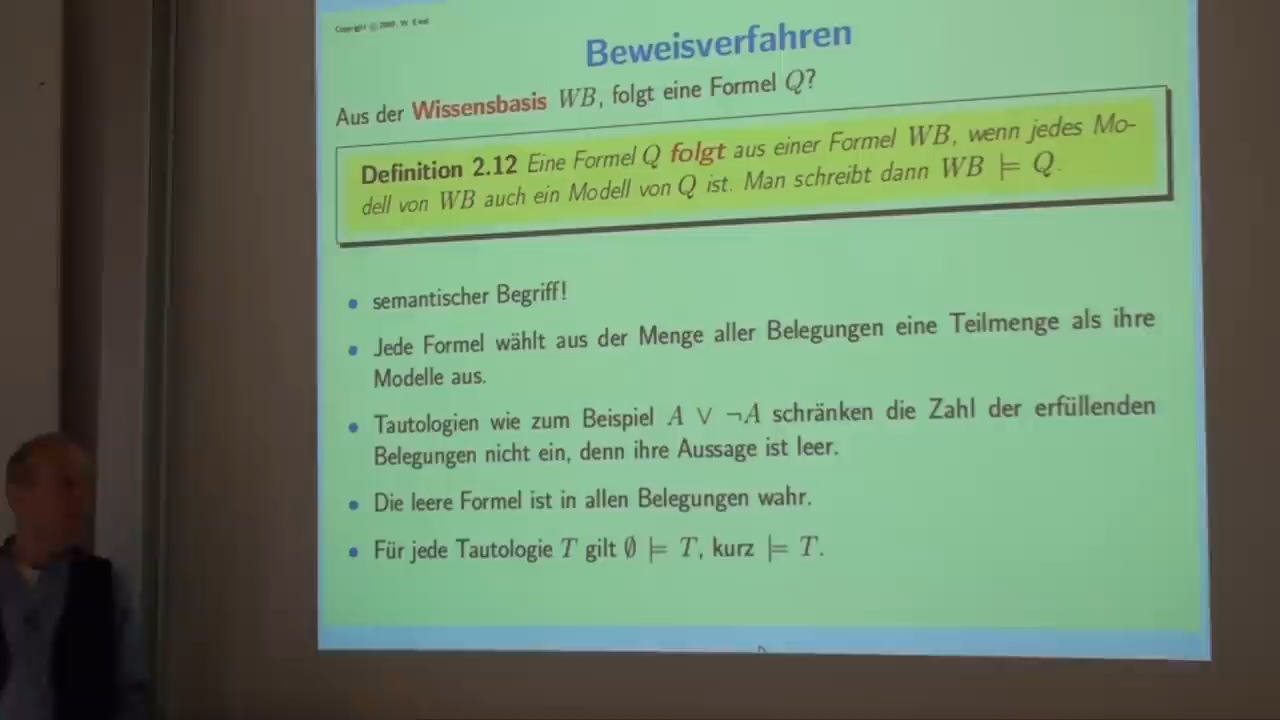 Copyright © 2009, W. Ertel
Beweisverfahren
Aus der Wissensbasis WB, folgt eine Formel Q?
Definition 2.12 Eine Formel Q folgt aus einer Formel WB, wenn jedes Mo-
dell von WB auch ein Modell von Q ist. Man schreibt dann WB ⊨ Q.
• semantischer Begriff!
• Jede Formel wählt aus der Menge aller Belegungen eine Teilmenge als ihre
Modelle aus.
• Tautologien wie zum Beispiel A ∨ ¬A schränken die Zahl der erfüllenden
Belegungen nicht ein, denn ihre Aussage ist leer.
• Die leere Formel ist in allen Belegungen wahr.
• Für jede Tautologie T gilt ∅ ⊨ T, kurz ⊨ T.